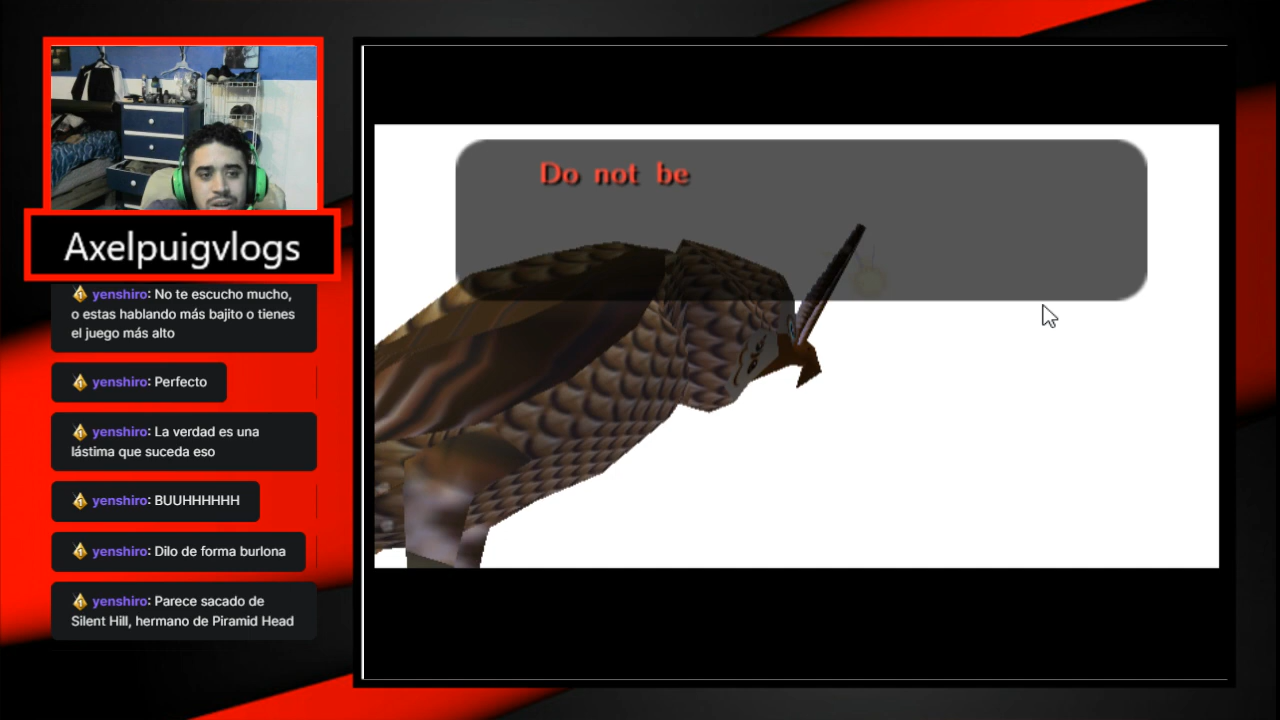 Do not be
Axelpuigvlogs
yenshiro: No te escucho mucho,
o estas hablando más bajito o tienes
el juego más alto
yenshiro: Perfecto
yenshiro: La verdad es una
lástima que suceda eso
yenshiro: BUUHHHHHH
yenshiro: Dilo de forma burlona
yenshiro: Parece sacado de
Silent Hill, hermano de Piramid Head